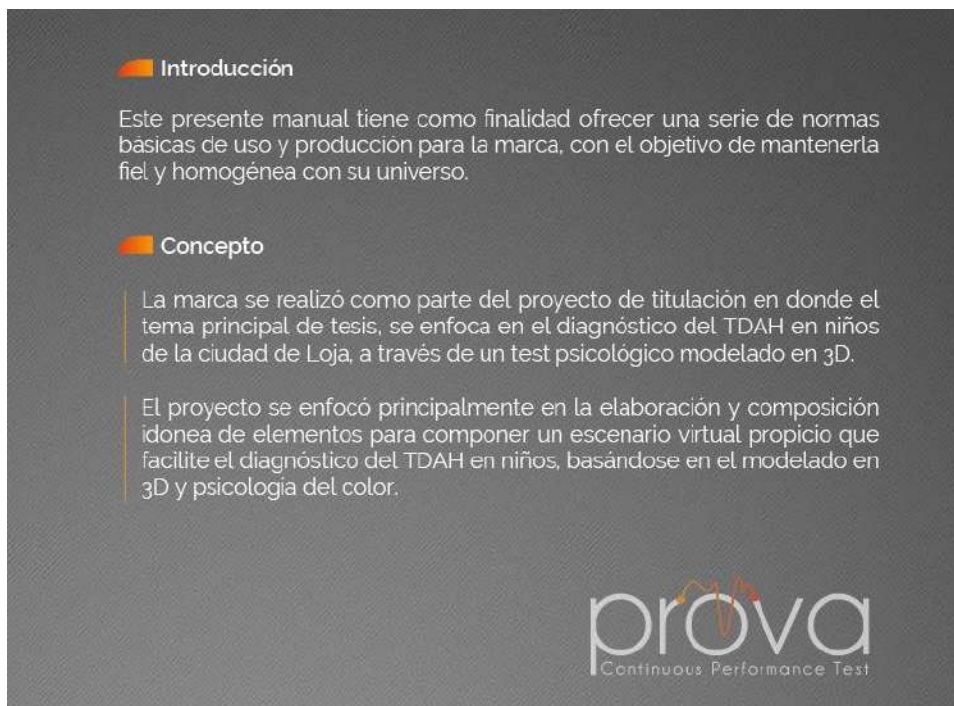 Introducción
Este presente manual tiene como finalidad ofrecer una serie de normas
básicas de uso y producción para la marca, con el objetivo de mantenerla
fiel y homogénea con su universo.
Concepto
La marca se realizó como parte del proyecto de titulación en donde el
tema principal de tesis, se enfoca en el diagnóstico del TDAH en niños
de la ciudad de Loja, a través de un test psicológico modelado en 3D.
El proyecto se enfocó principalmente en la elaboración y composición
idonea de elementos para componer un escenario virtual propicio que
facilite el diagnóstico del TDAH en niños, basándose en el modelado en
3D y psicología del color.
prova
Continuous Performance Test